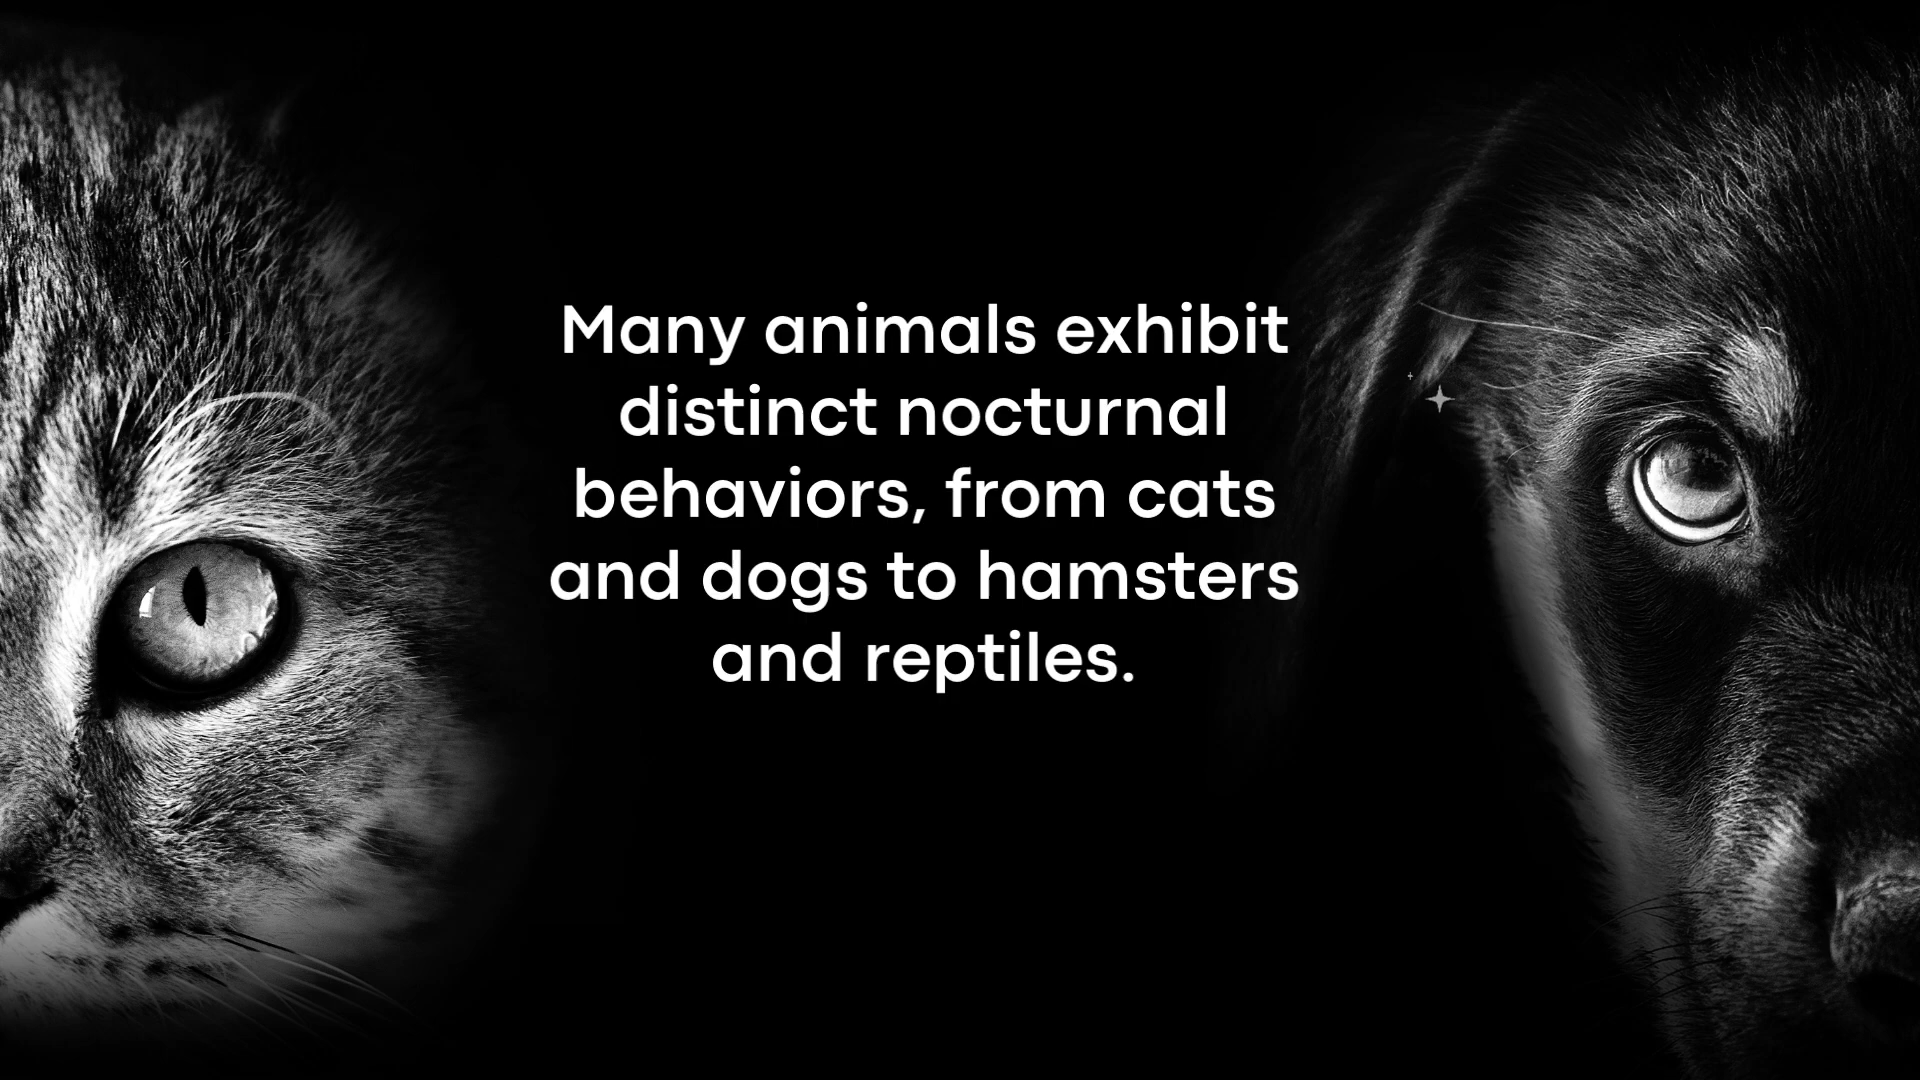 Many animals exhibit
distinct nocturnal
behaviors, from cats
and dogs to hamsters
and reptiles.